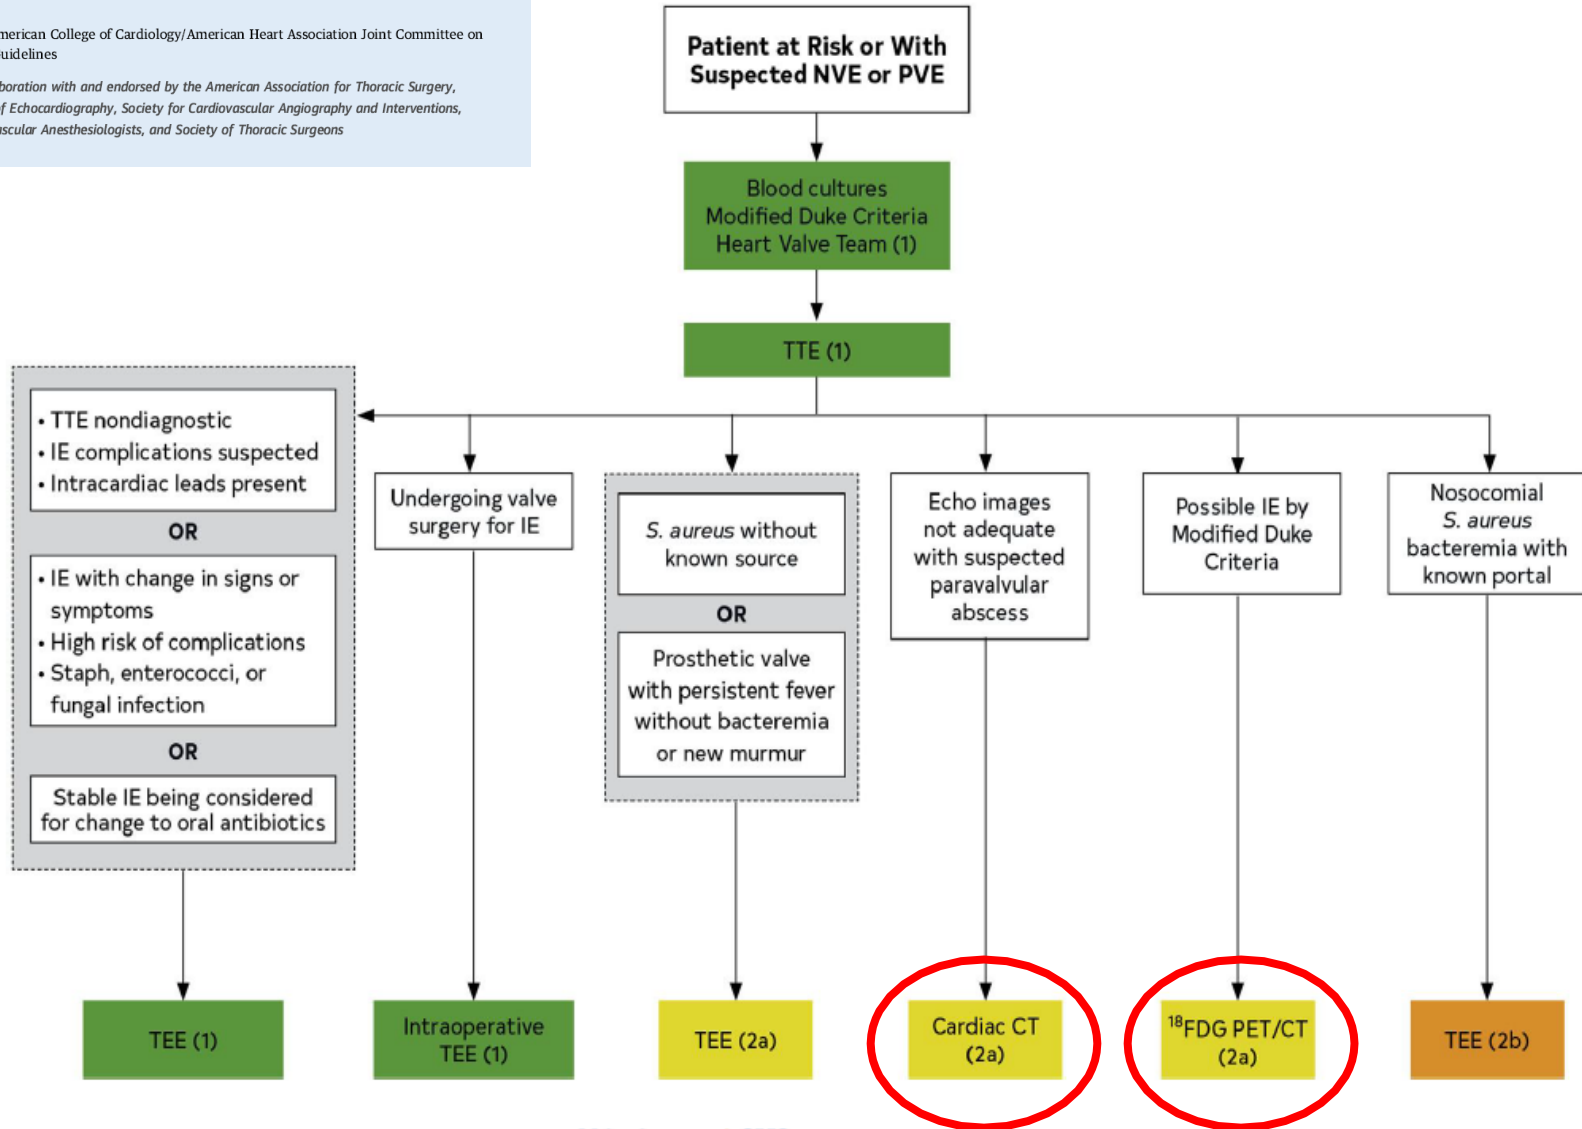 American College of Cardiology/American Heart Association Joint Committee on
Guidelines
of Echocardiography, Society for Cardiovascular Angiography and Interventions,
boration with and endorsed by the American Association for Thoracic Surgery,
ascular Anesthesiologists, and Society of Thoracic Surgeons
Patient at Risk or With
Suspected NVE or PVE
Blood cultures
Modified Duke Criteria
Heart Valve Team (1)
TTE (1)
• TTE nondiagnostic
• IE complications suspected
• Intracardiac leads present
OR
• IE with change in signs or
symptoms
• High risk of complications
• Staph, enterococci, or
fungal infection
OR
Stable IE being considered
for change to oral antibiotics
TEE (1)
Undergoing valve
surgery for IE
Intraoperative
TEE (1)
S. aureus without
known source
OR
Prosthetic valve
with persistent fever
without bacteremia
or new murmur
TEE (2a)
Echo images
not adequate
with suspected
paravalvular
abscess
Cardiac CT
(2a)
Possible IE by
Modified Duke
Criteria
¹⁸FDG PET/CT
(2a)
Nosocomial
S. aureus
bacteremia with
known portal
TEE (2b)